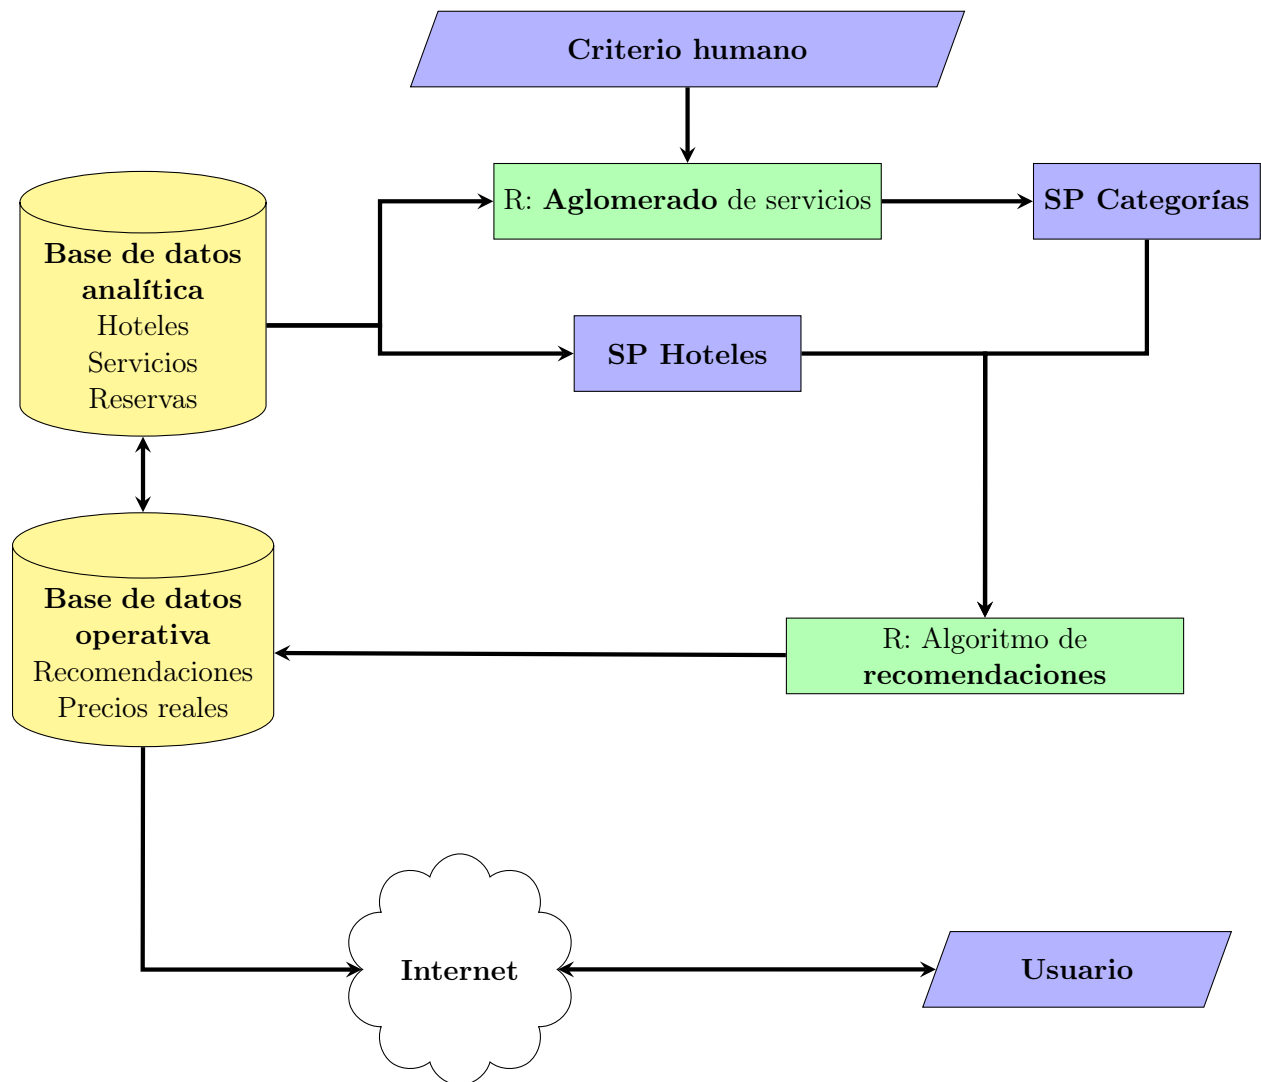 Criterio humano
R: Aglomerado de servicios
SP Categorías
Base de datos
analítica
Hoteles
Servicios
Reservas
SP Hoteles
Base de datos
operativa
Recomendaciones
Precios reales
R: Algoritmo de
recomendaciones
Internet
Usuario